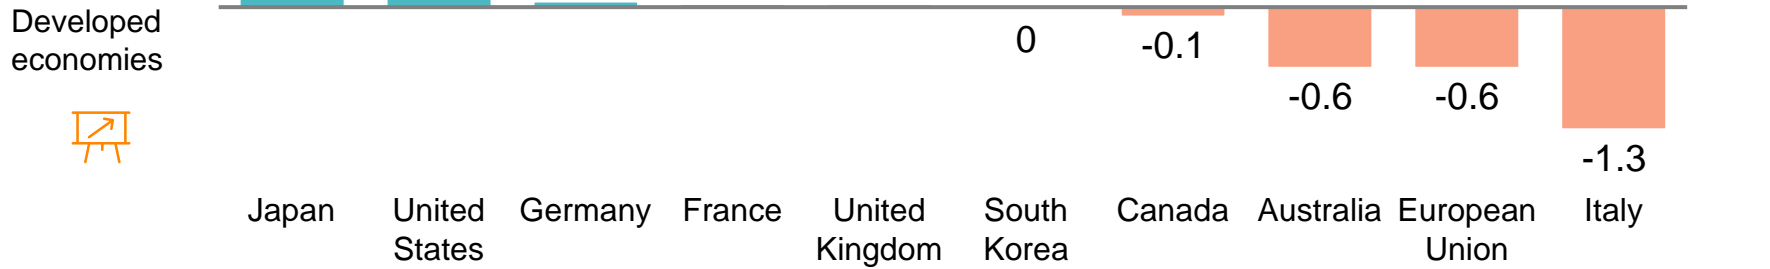 Developed
economies
0
-0.1
-0.6
-0.6
-1.3
Japan
United
States
Germany
France
United
Kingdom
South
Korea
Canada
Australia
European
Union
Italy